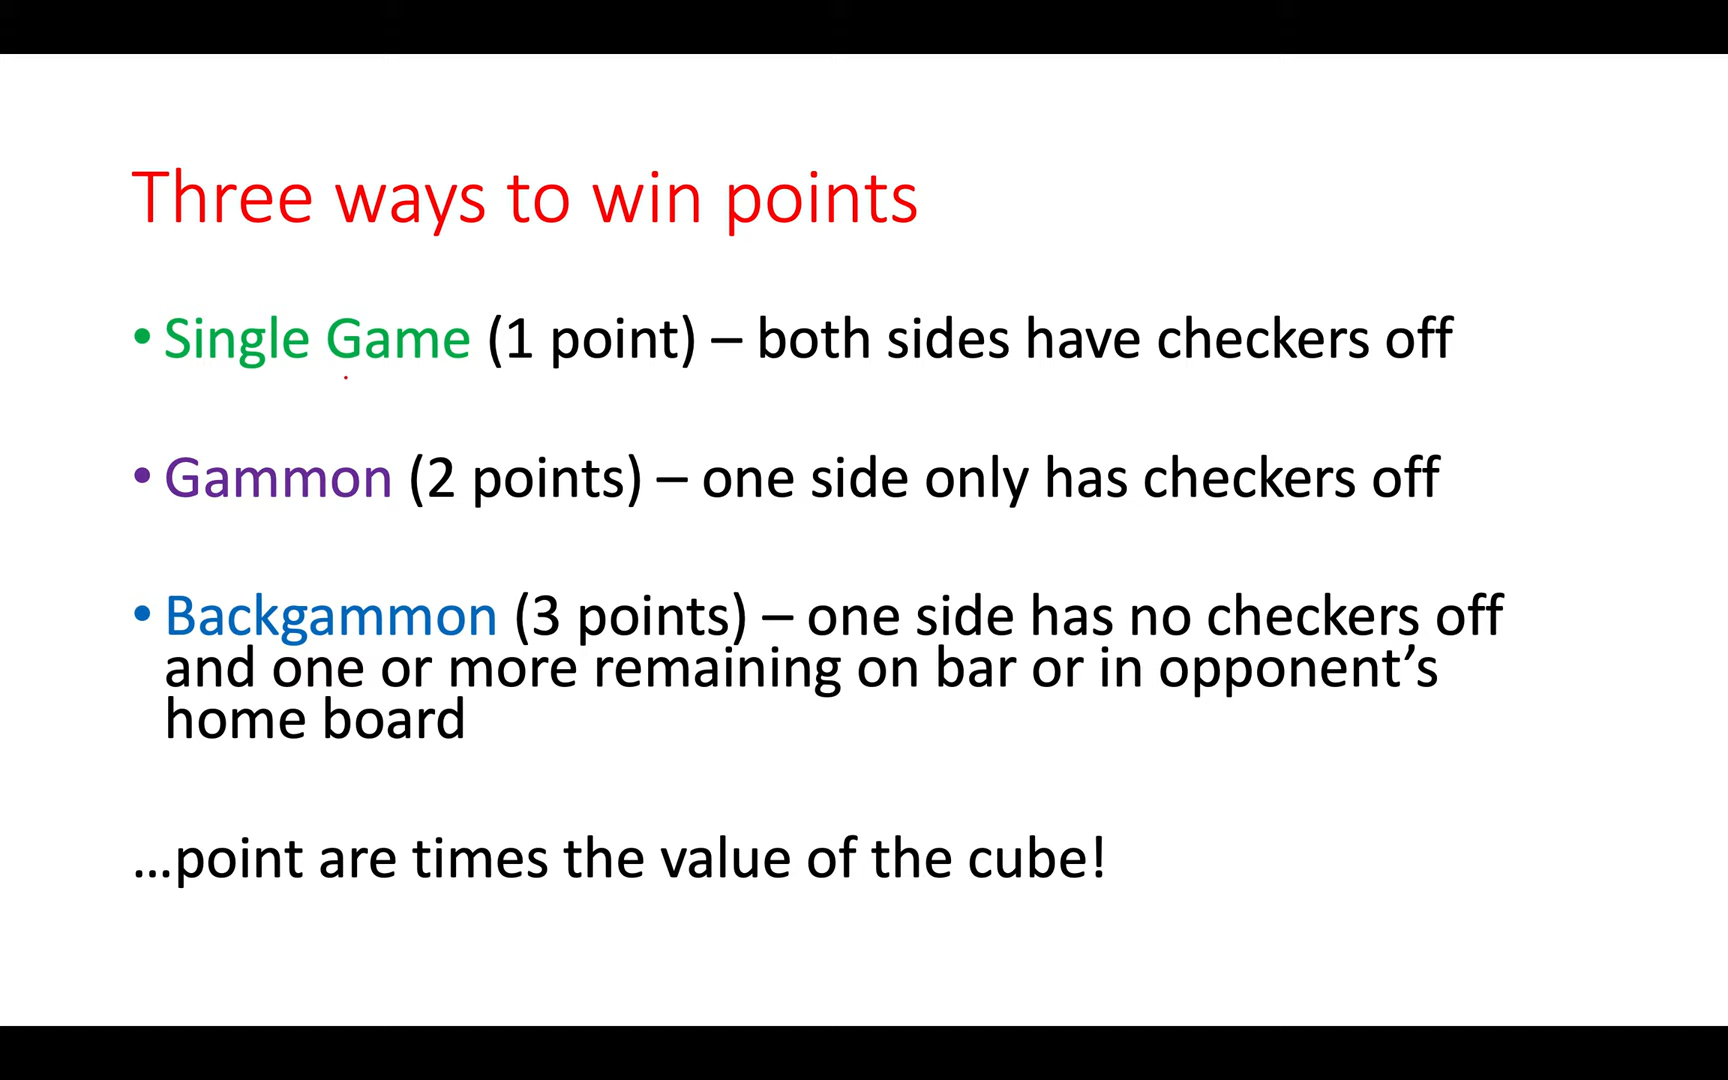 Three ways to win points
• Single Game (1 point) – both sides have checkers off
• Gammon (2 points) – one side only has checkers off
• Backgammon (3 points) – one side has no checkers off
and one or more remaining on bar or in opponent’s
home board
…point are times the value of the cube!